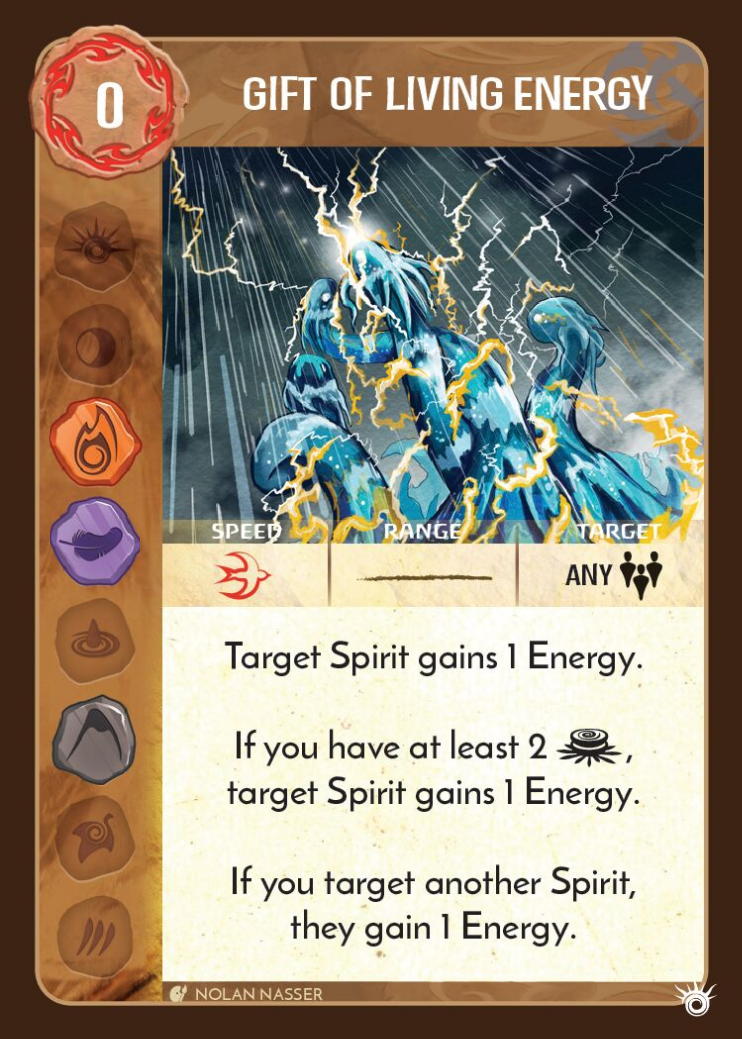 0
GIFT OF LIVING ENERGY
SPEED RANGE TARGET
ANY
Target Spirit gains 1 Energy.
If you have at least 2 ,
target Spirit gains 1 Energy.
If you target another Spirit,
they gain 1 Energy.
NOLAN NASSER